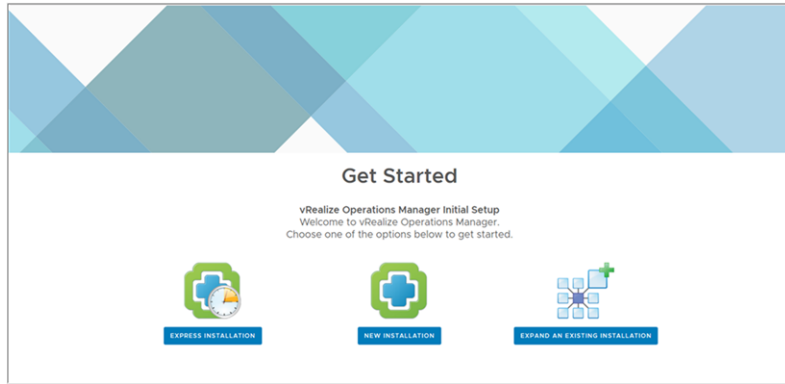 Get Started
vRealize Operations Manager Initial Setup
Welcome to vRealize Operations Manager.
Choose one of the options below to get started.
EXPRESS INSTALLATION
NEW INSTALLATION
EXPAND AN EXISTING INSTALLATION